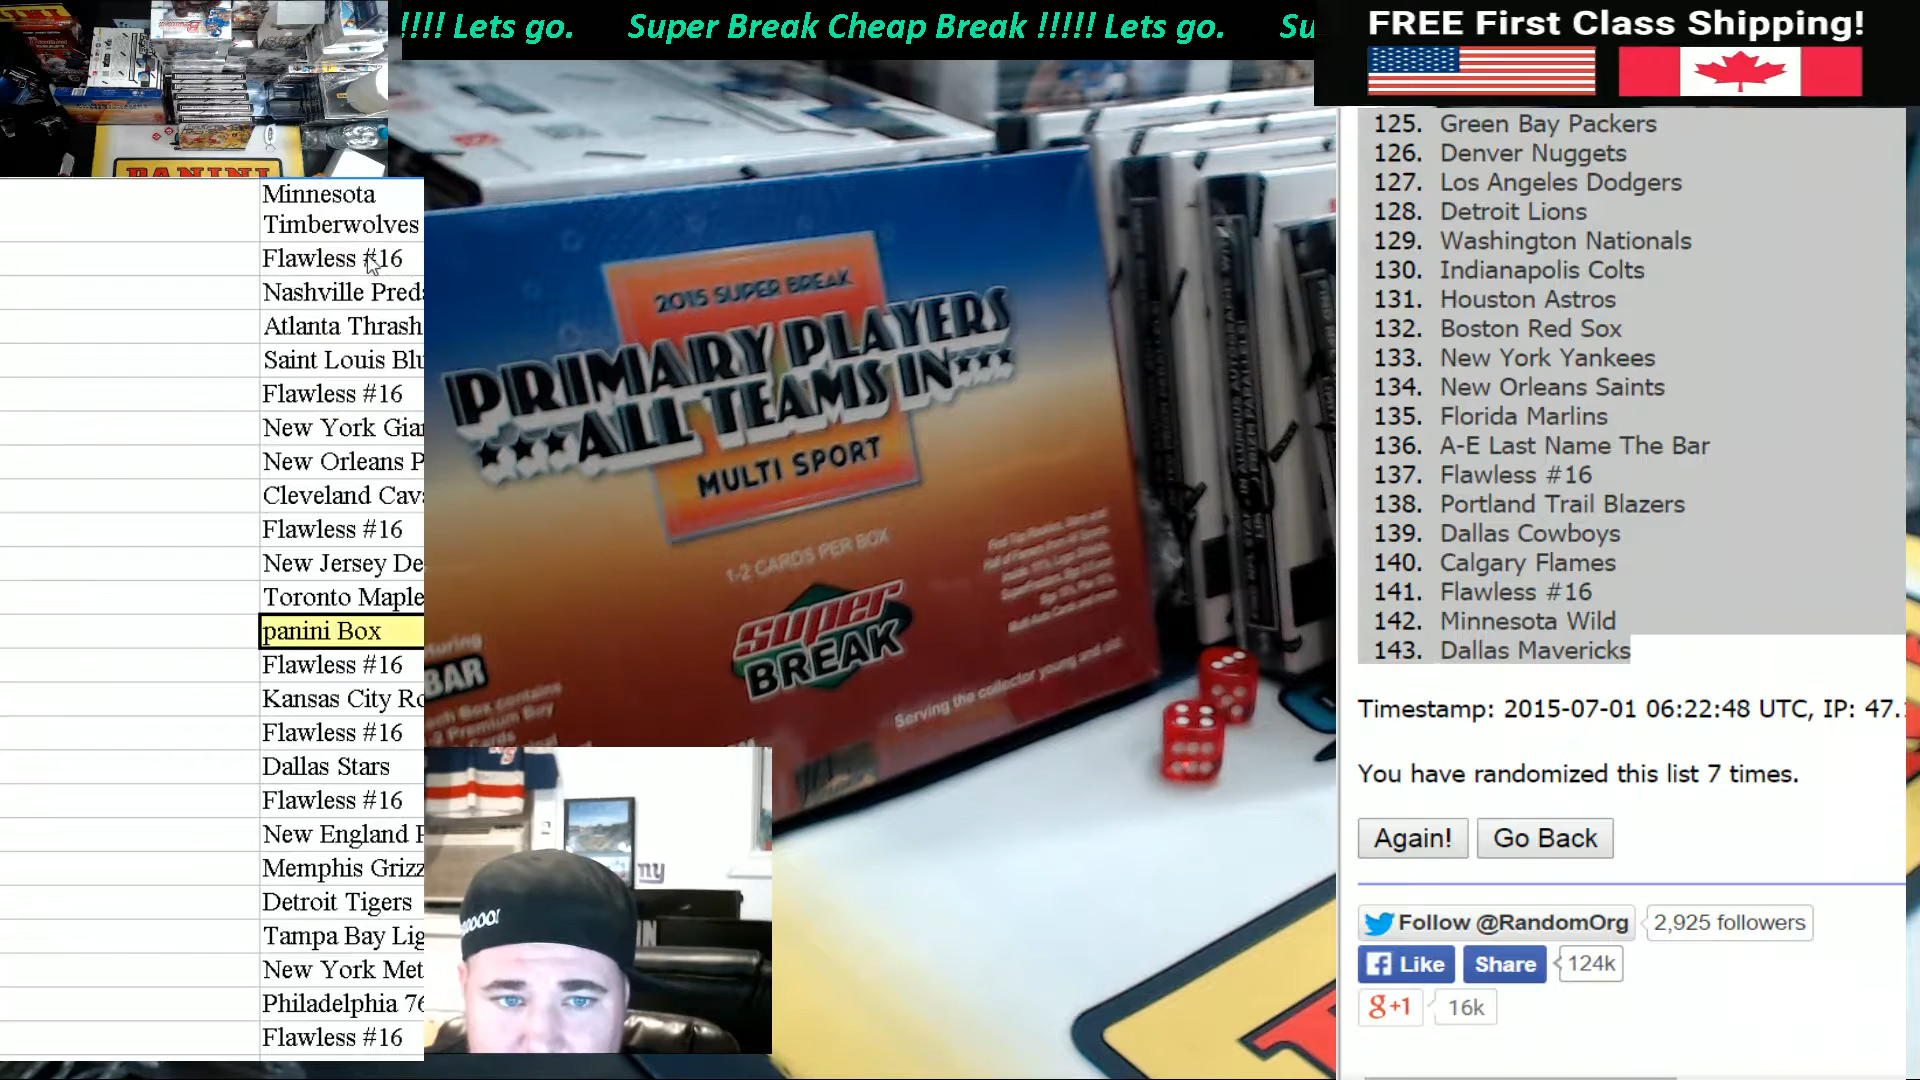 !!!! Lets go. Super Break Cheap Break !!!!! Lets go. Su
FREE First Class Shipping!
PANINI
Minnesota
Timberwolves
Flawless #16
Nashville Preds
Atlanta Thrash
Saint Louis Blu
Flawless #16
New York Gia
New Orleans P
Cleveland Cav
Flawless #16
New Jersey De
Toronto Maple
panini Box
Flawless #16
Kansas City Ro
Flawless #16
Dallas Stars
Flawless #16
New England P
Memphis Grizz
Detroit Tigers
Tampa Bay Lig
New York Met
Philadelphia 76
Flawless #16
2015 SUPER BREAK
PRIMARY PLAYERS
***ALL TEAMS IN***
MULTI SPORT
1-2 CARDS PER BOX
super
BREAK
Serving the collector young and old.
BAR
125. Green Bay Packers
126. Denver Nuggets
127. Los Angeles Dodgers
128. Detroit Lions
129. Washington Nationals
130. Indianapolis Colts
131. Houston Astros
132. Boston Red Sox
133. New York Yankees
134. New Orleans Saints
135. Florida Marlins
136. A-E Last Name The Bar
137. Flawless #16
138. Portland Trail Blazers
139. Dallas Cowboys
140. Calgary Flames
141. Flawless #16
142. Minnesota Wild
143. Dallas Mavericks
Timestamp: 2015-07-01 06:22:48 UTC, IP: 47.
You have randomized this list 7 times.
Again! Go Back
Follow @RandomOrg 2,925 followers
Like Share 124k
g+1 16k
ny